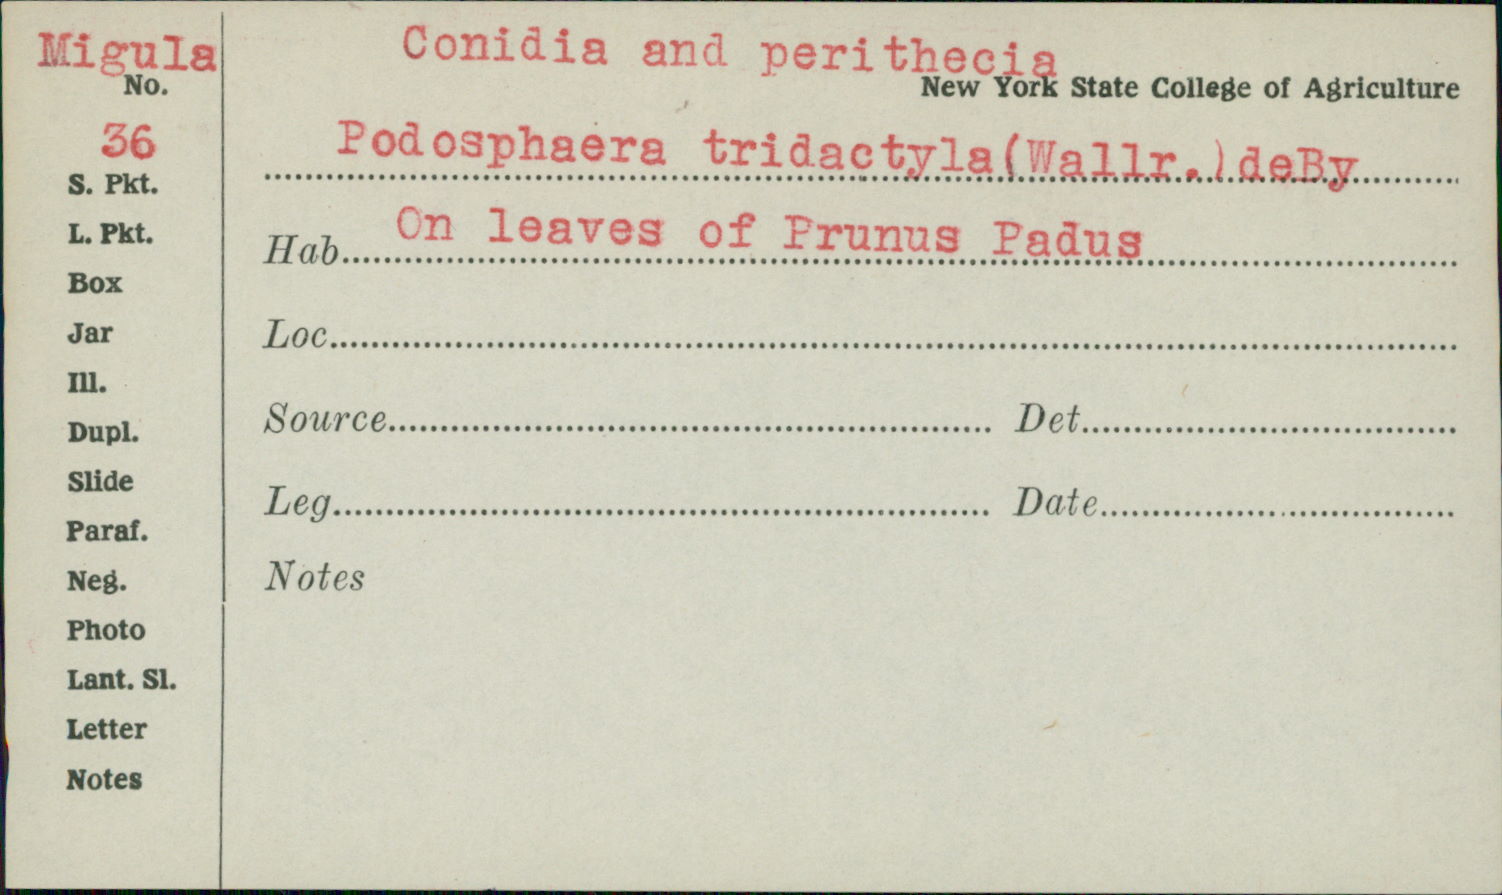 Migula
No.
36
S. Pkt.
L. Pkt.
Box
Jar
Ill.
Dupl.
Slide
Paraf.
Neg.
Photo
Lant. Sl.
Letter
Notes
Conidia and perithecia
New York State College of Agriculture
Podosphaera tridactyla(Wallr.)deBy
Hab. On leaves of Prunus Padus
Loc.
Source Det.
Leg. Date
Notes